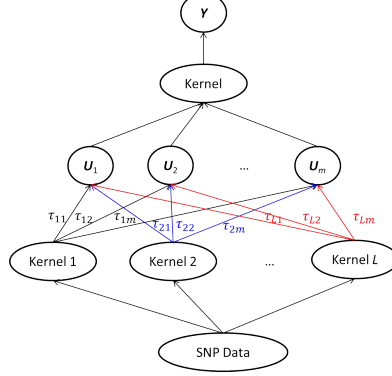 Y
Kernel
U1 U2 ... Um
τ11 τ12 τ1m τ21 τ22 τ2m τL1 τL2 τLm
Kernel 1 Kernel 2 ... Kernel L
SNP Data